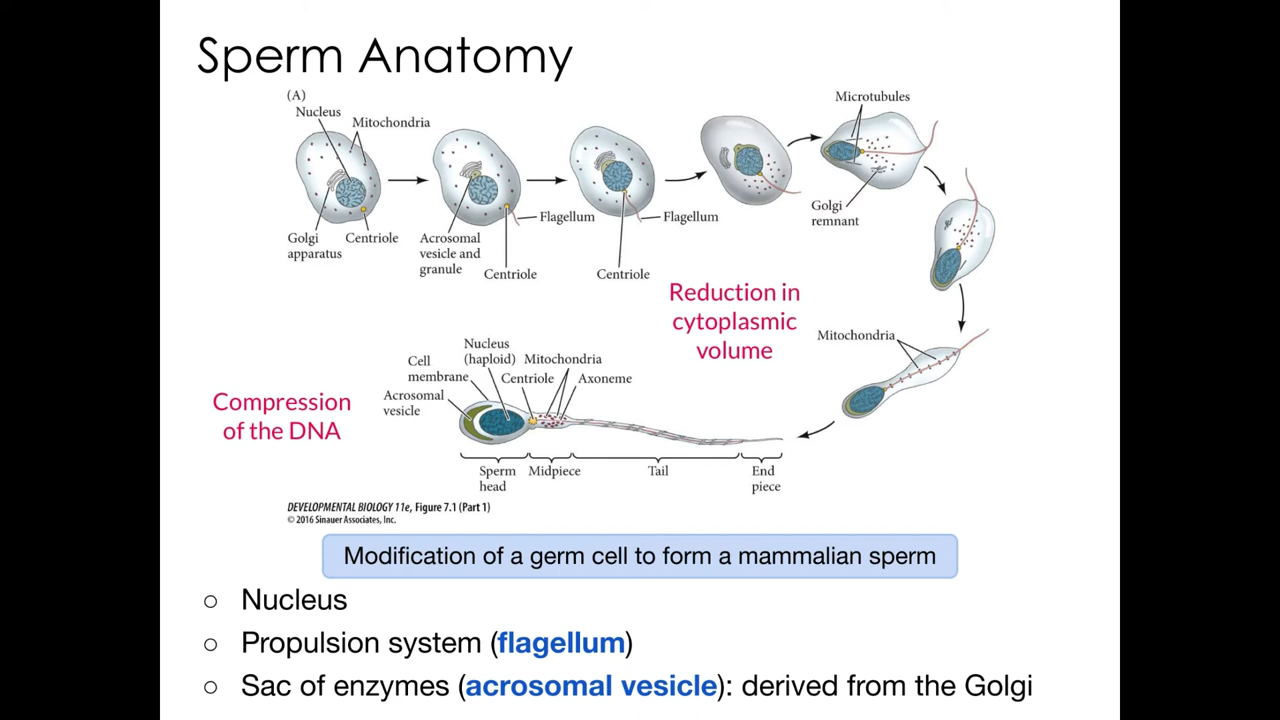 Sperm Anatomy
(A)
Nucleus
Mitochondria
Golgi
apparatus
Centriole
Acrosomal
vesicle and
granule
Flagellum
Centriole
Flagellum
Centriole
Microtubules
Golgi
remnant
Reduction in
cytoplasmic
volume
Mitochondria
Compression
of the DNA
Cell
membrane
Acrosomal
vesicle
Nucleus
(haploid)
Mitochondria
Centriole
Axoneme
Sperm
head
Midpiece
Tail
End
piece
DEVELOPMENTAL BIOLOGY 11e, Figure 7.1 (Part 1)
© 2016 Sinauer Associates, Inc.
Modification of a germ cell to form a mammalian sperm
○ Nucleus
○ Propulsion system (flagellum)
○ Sac of enzymes (acrosomal vesicle): derived from the Golgi